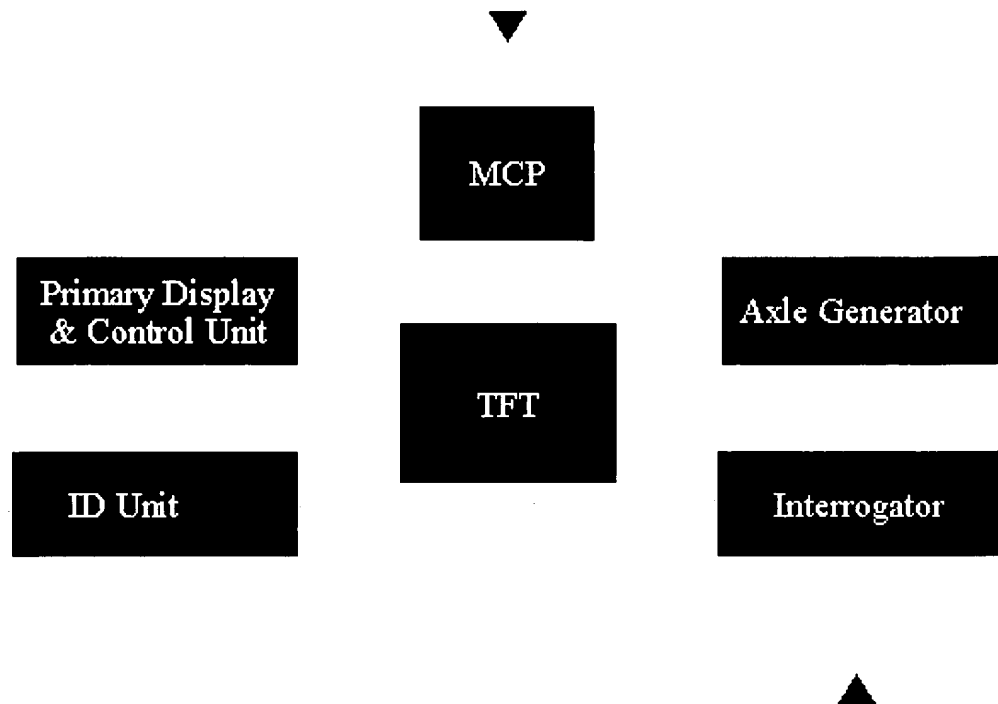 MCP
Primary Display
& Control Unit
Axle Generator
TFT
ID Unit
Interrogator